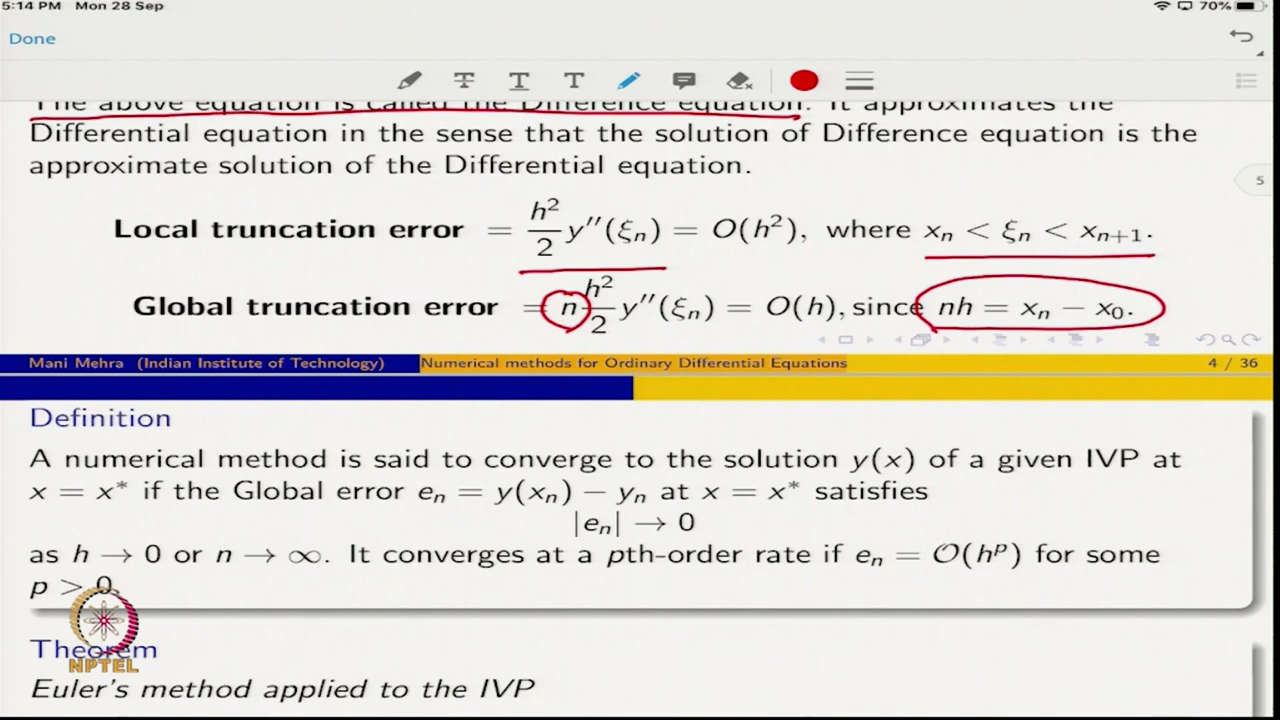 5:14 PM Mon 28 Sep 70%
Done
T T T
The above equation is called the Difference equation. It approximates the
Differential equation in the sense that the solution of Difference equation is the
approximate solution of the Differential equation.
5
Local truncation error = h²/2 y″(ξₙ) = O(h²), where xₙ < ξₙ < xₙ₊₁.
Global truncation error = n h²/2 y″(ξₙ) = O(h), since nh = xₙ − x₀.
Mani Mehra (Indian Institute of Technology) Numerical methods for Ordinary Differential Equations 4 / 36
Definition
A numerical method is said to converge to the solution y(x) of a given IVP at
x = x* if the Global error eₙ = y(xₙ) − yₙ at x = x* satisfies
|eₙ| → 0
as h → 0 or n → ∞. It converges at a pth-order rate if eₙ = O(hᵖ) for some
p > 0.
Theorem
NPTEL
Euler's method applied to the IVP